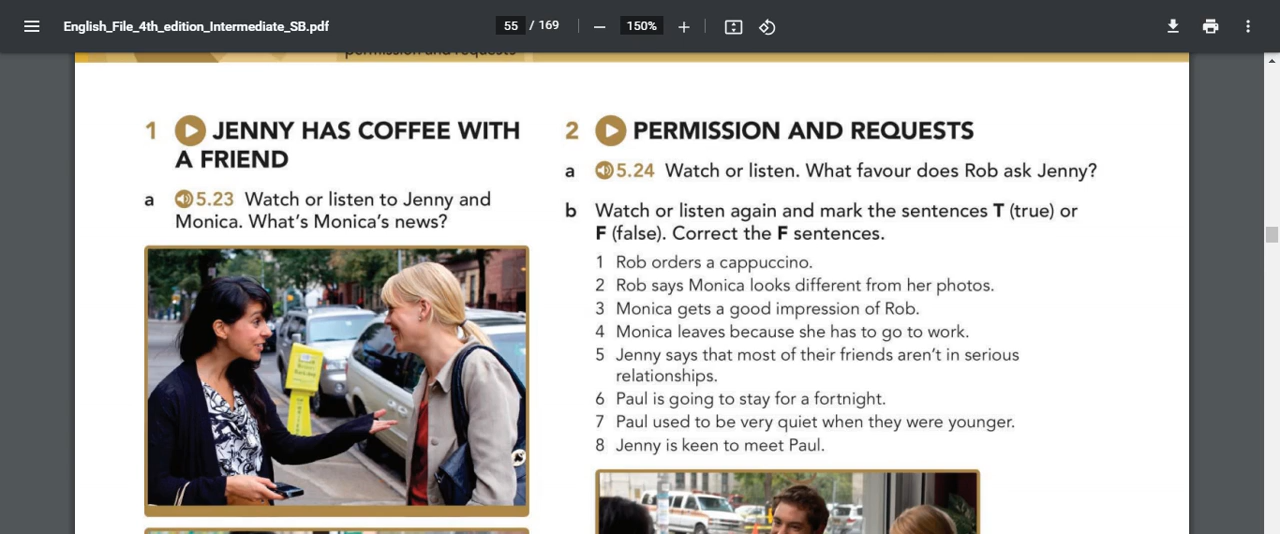 English_File_4th_edition_Intermediate_SB.pdf
55 / 169
150%
permission and requests
1 JENNY HAS COFFEE WITH
A FRIEND
a 5.23 Watch or listen to Jenny and
Monica. What's Monica's news?
2 PERMISSION AND REQUESTS
a 5.24 Watch or listen. What favour does Rob ask Jenny?
b Watch or listen again and mark the sentences T (true) or
F (false). Correct the F sentences.
1 Rob orders a cappuccino.
2 Rob says Monica looks different from her photos.
3 Monica gets a good impression of Rob.
4 Monica leaves because she has to go to work.
5 Jenny says that most of their friends aren't in serious
relationships.
6 Paul is going to stay for a fortnight.
7 Paul used to be very quiet when they were younger.
8 Jenny is keen to meet Paul.